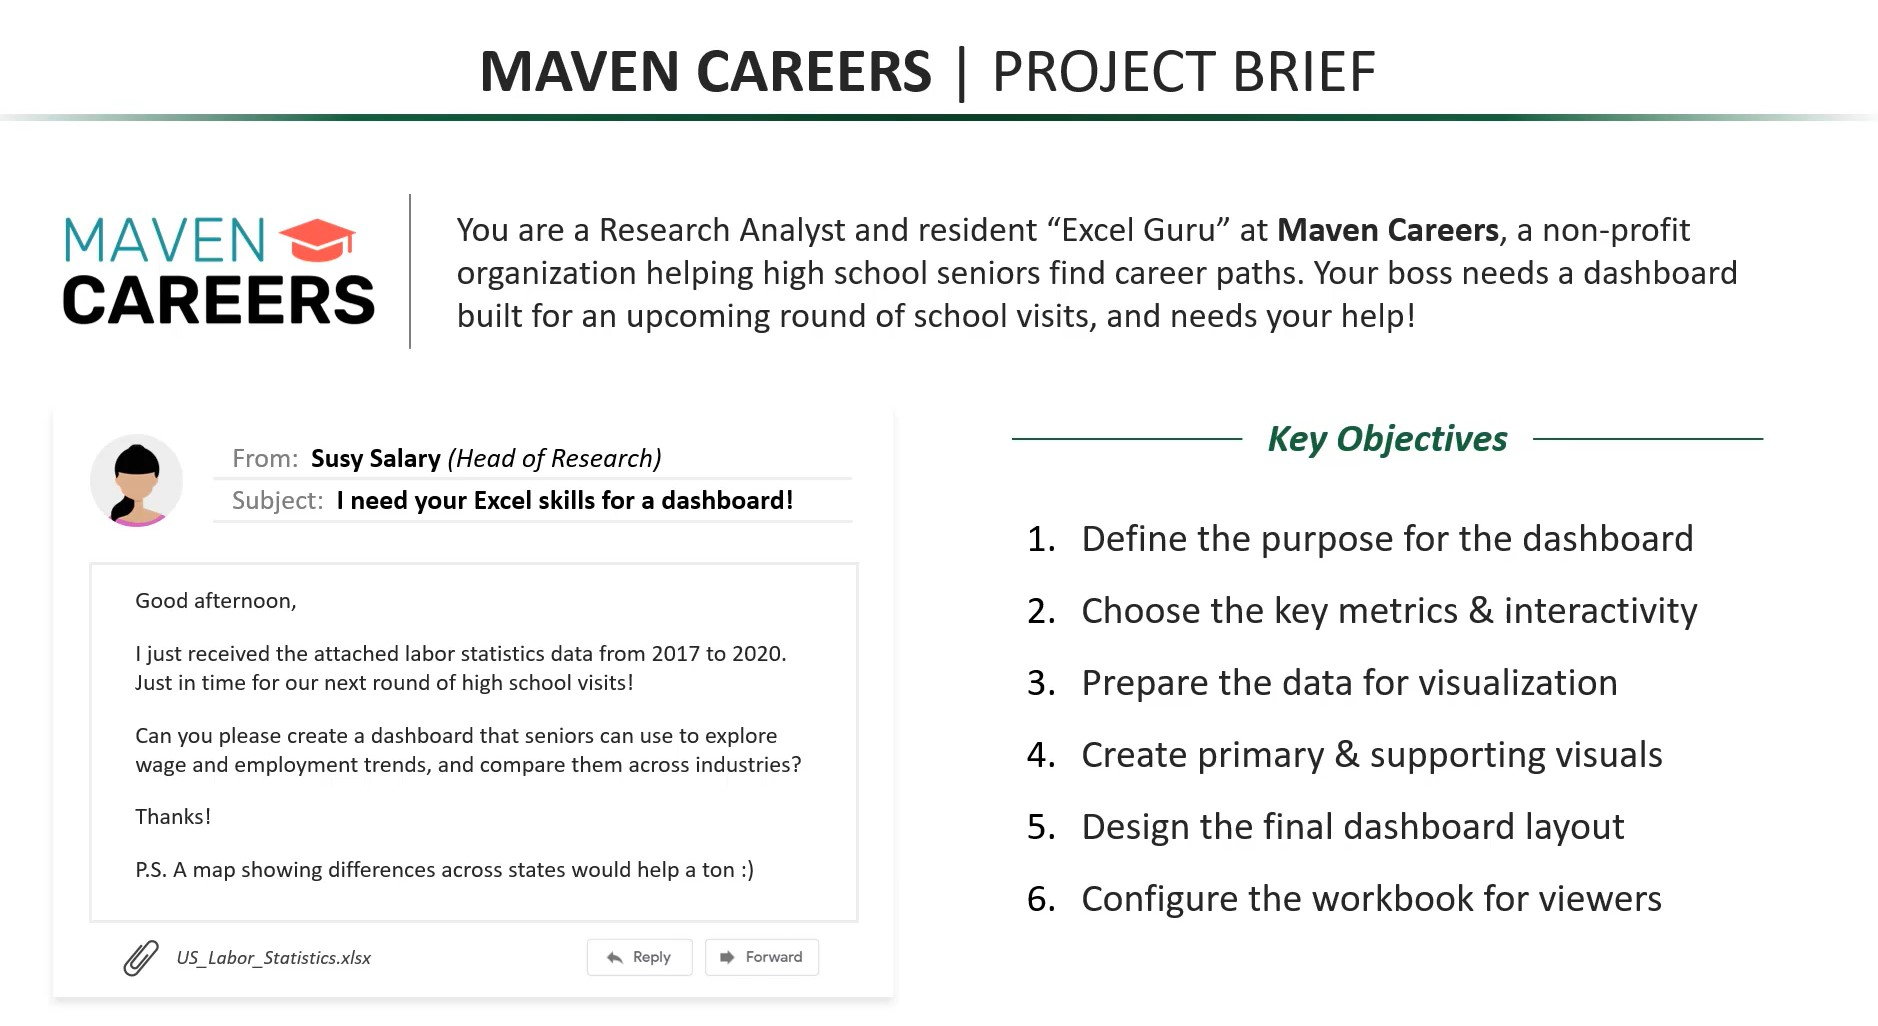 MAVEN CAREERS | PROJECT BRIEF
MAVEN
CAREERS
You are a Research Analyst and resident “Excel Guru” at Maven Careers, a non-profit
organization helping high school seniors find career paths. Your boss needs a dashboard
built for an upcoming round of school visits, and needs your help!
From: Susy Salary (Head of Research)
Subject: I need your Excel skills for a dashboard!
Good afternoon,
I just received the attached labor statistics data from 2017 to 2020.
Just in time for our next round of high school visits!
Can you please create a dashboard that seniors can use to explore
wage and employment trends, and compare them across industries?
Thanks!
P.S. A map showing differences across states would help a ton :)
US_Labor_Statistics.xlsx
Reply
Forward
Key Objectives
1. Define the purpose for the dashboard
2. Choose the key metrics & interactivity
3. Prepare the data for visualization
4. Create primary & supporting visuals
5. Design the final dashboard layout
6. Configure the workbook for viewers